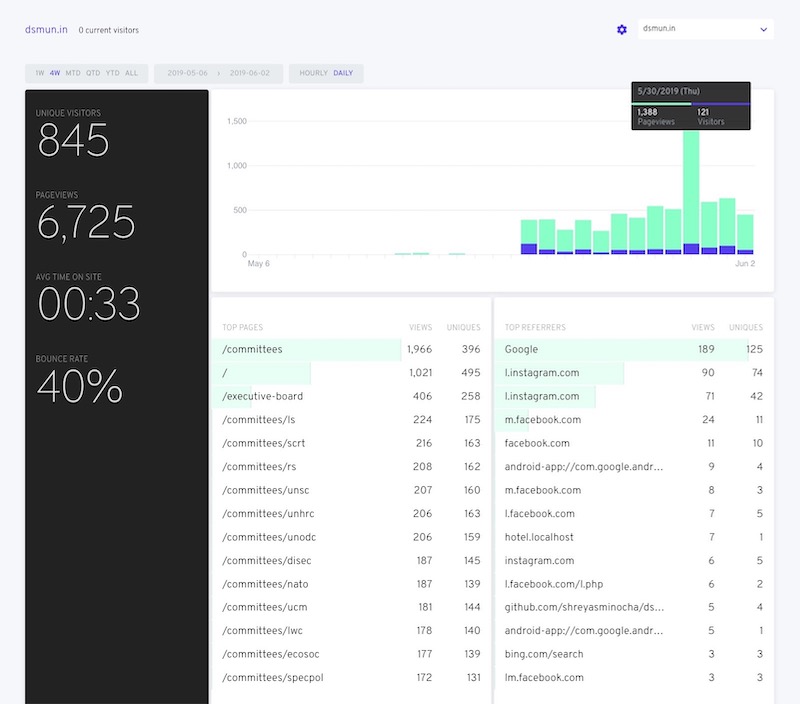 dsmun.in 0 current visitors
dsmun.in
1W 4W MTD QTD YTD ALL 2019-05-06 › 2019-06-02 HOURLY DAILY
UNIQUE VISITORS
845
PAGEVIEWS
6,725
AVG TIME ON SITE
00:33
BOUNCE RATE
40%
5/30/2019 (Thu)
1,388 121
Pageviews Visitors
1,500
1,000
500
0
May 6 Jun 2
TOP PAGES VIEWS UNIQUES
/committees 1,966 396
/ 1,021 495
/executive-board 406 258
/committees/ls 224 175
/committees/scrt 216 163
/committees/rs 208 162
/committees/unsc 207 160
/committees/unhrc 206 163
/committees/unodc 206 159
/committees/disec 187 145
/committees/nato 187 139
/committees/ucm 181 144
/committees/lwc 178 140
/committees/ecosoc 177 139
/committees/specpol 172 131
TOP REFERRERS VIEWS UNIQUES
Google 189 125
l.instagram.com 90 74
l.instagram.com 71 42
m.facebook.com 24 11
facebook.com 11 10
android-app://com.google.andr... 9 4
m.facebook.com 8 3
l.facebook.com 7 5
hotel.localhost 7 1
instagram.com 6 5
l.facebook.com/l.php 6 2
github.com/shreyasminocha/ds... 5 4
android-app://com.google.andr... 5 1
bing.com/search 3 3
lm.facebook.com 3 3